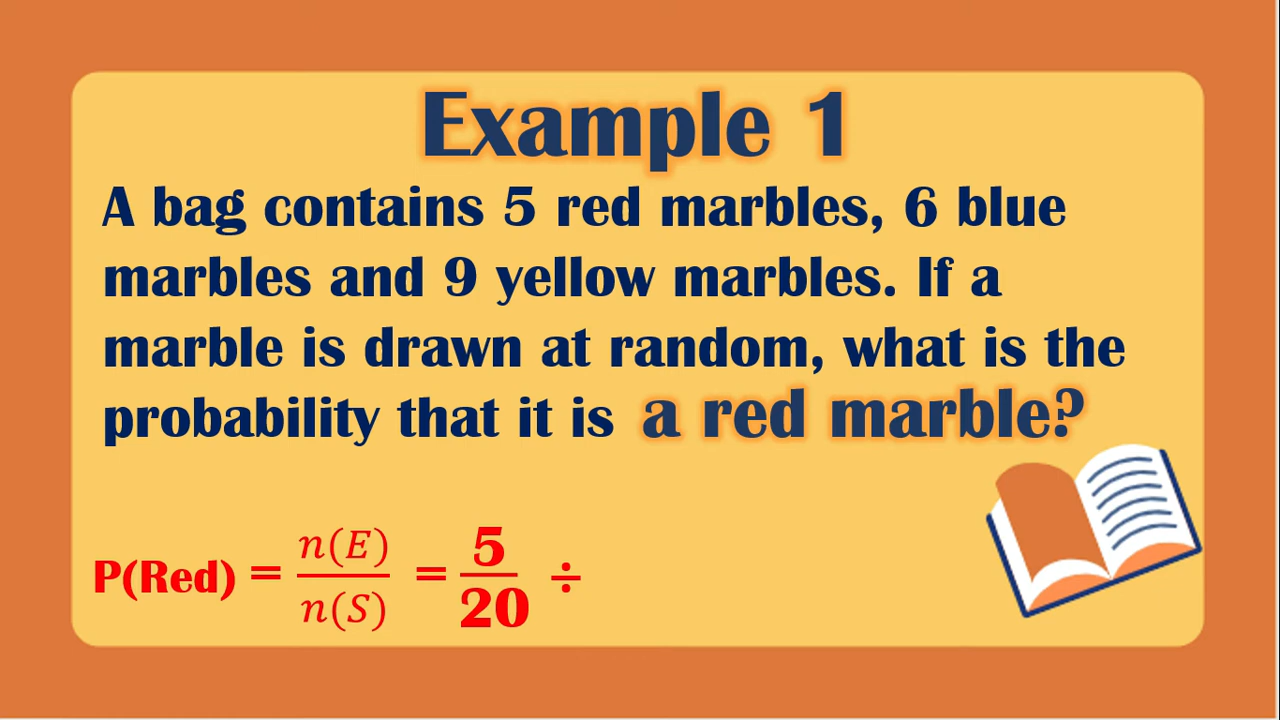 Example 1
A bag contains 5 red marbles, 6 blue
marbles and 9 yellow marbles. If a
marble is drawn at random, what is the
probability that it is a red marble?
P(Red) = n(E)/n(S) = 5/20 ÷